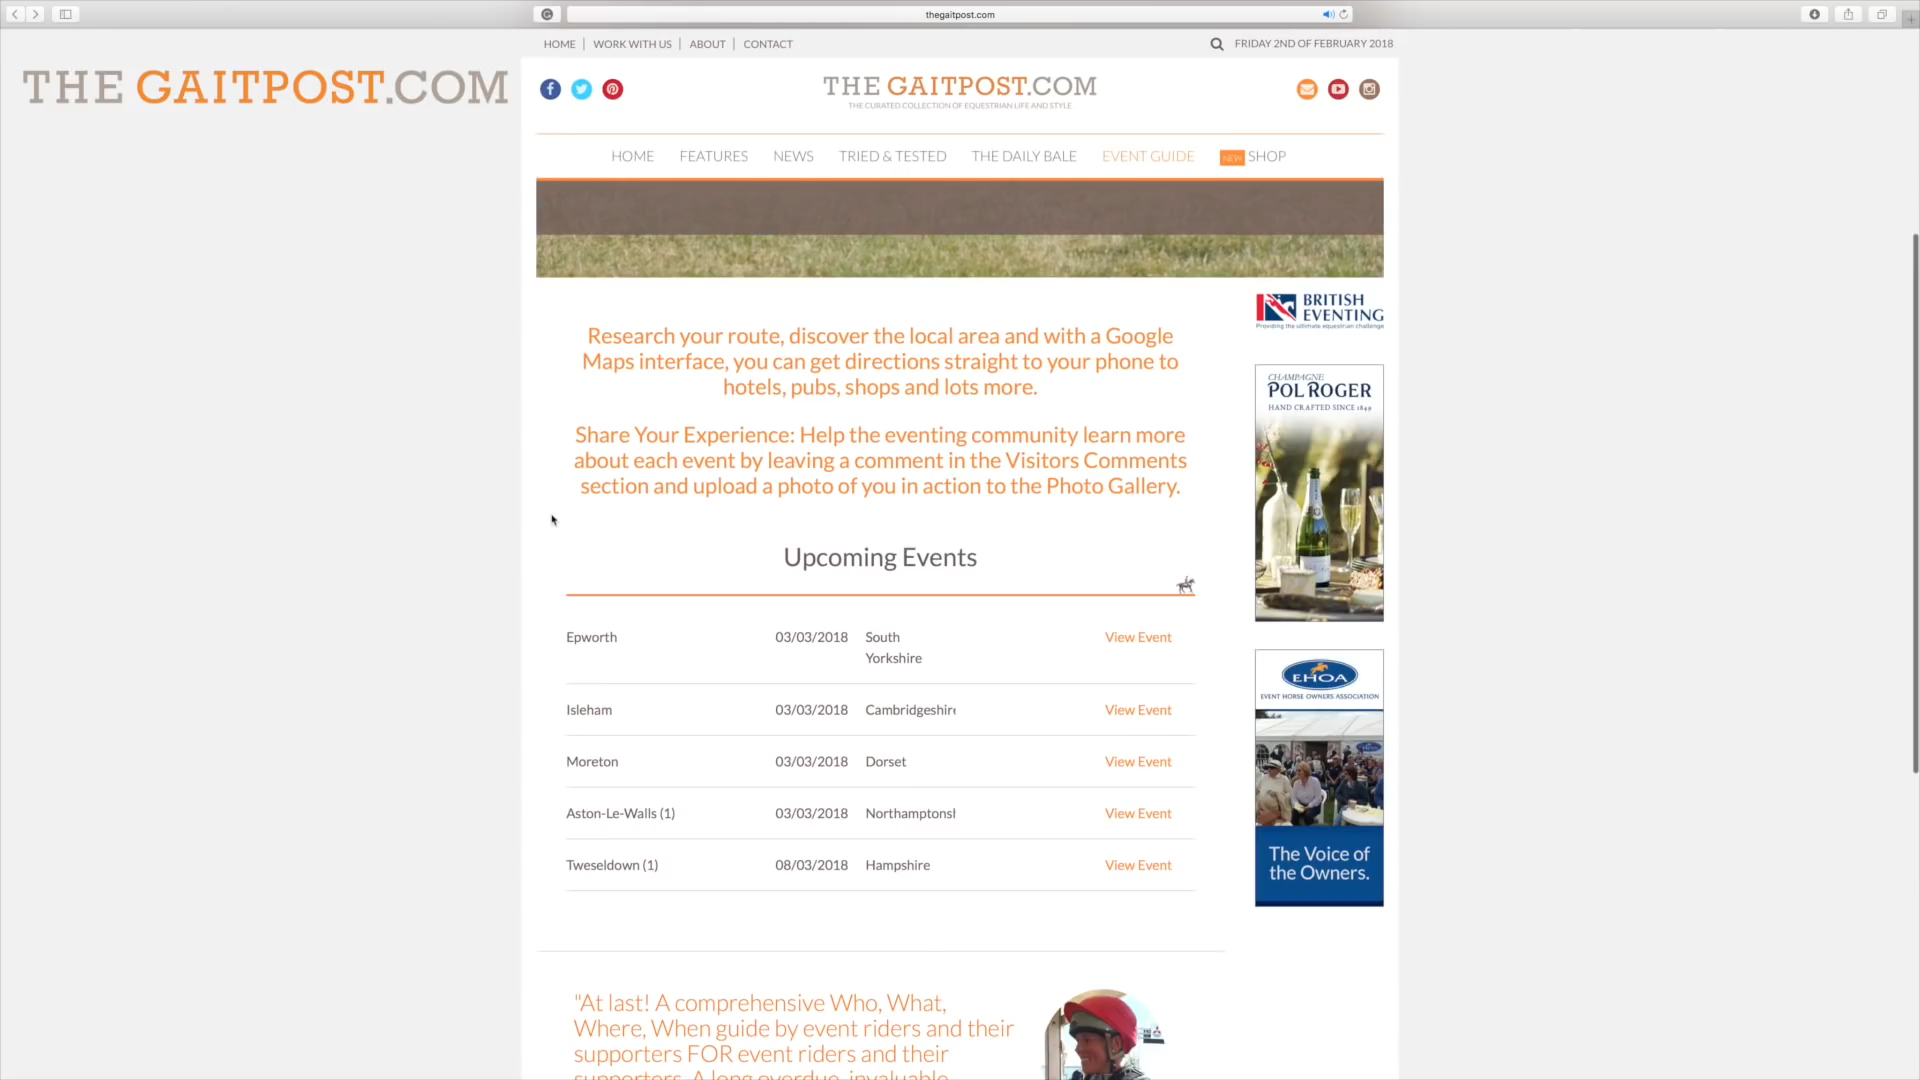 thegaitpost.com
HOME | WORK WITH US | ABOUT | CONTACT
FRIDAY 2ND OF FEBRUARY 2018
THE GAITPOST.COM
THE GAITPOST.COM
THE CURATED COLLECTION OF EQUESTRIAN LIFE AND STYLE
HOME FEATURES NEWS TRIED & TESTED THE DAILY BALE EVENT GUIDE NEW SHOP
Research your route, discover the local area and with a Google
Maps interface, you can get directions straight to your phone to
hotels, pubs, shops and lots more.
Share Your Experience: Help the eventing community learn more
about each event by leaving a comment in the Visitors Comments
section and upload a photo of you in action to the Photo Gallery.
Upcoming Events
Epworth 03/03/2018 South
Yorkshire
View Event
Isleham 03/03/2018 Cambridgeshir View Event
Moreton 03/03/2018 Dorset View Event
Aston-Le-Walls (1) 03/03/2018 Northamptons View Event
Tweseldown (1) 08/03/2018 Hampshire View Event
"At last! A comprehensive Who, What,
Where, When guide by event riders and their
supporters FOR event riders and their
supporters. A long overdue, invaluable
BRITISH
EVENTING
Providing the ultimate equestrian challenge
CHAMPAGNE
POL ROGER
HAND CRAFTED SINCE 1849
EHOA
EVENT HORSE OWNERS ASSOCIATION
The Voice of
the Owners.